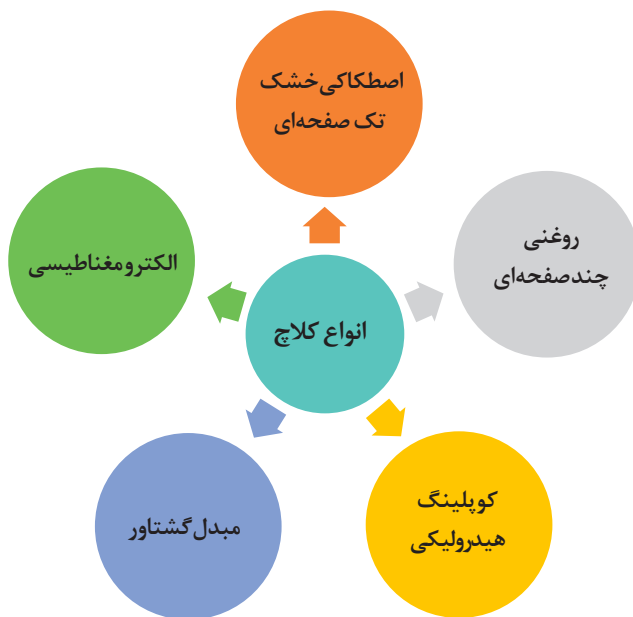 اصطکاکی خشک
تک صفحه‌ای
روغنی
چندصفحه‌ای
الکترومغناطیسی
انواع کلاچ
کوپلینگ
هیدرولیکی
مبدل گشتاور